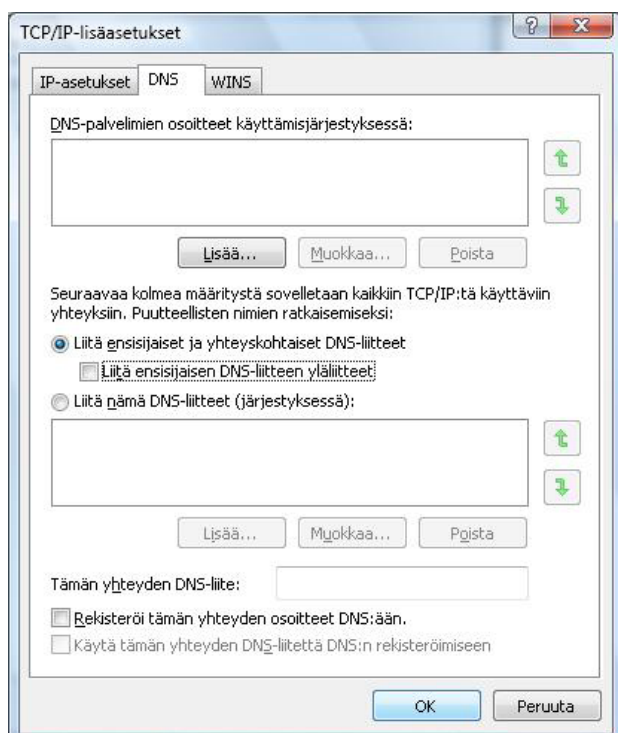 TCP/IP-lisäasetukset
IP-asetukset DNS WINS
DNS-palvelimien osoitteet käyttämisjärjestyksessä:
Lisää... Muokkaa... Poista
Seuraavaa kolmea määritystä sovelletaan kaikkiin TCP/IP:tä käyttäviin
yhteyksiin. Puutteellisten nimien ratkaisemiseksi:
Liitä ensisijaiset ja yhteyskohtaiset DNS-liitteet
Liitä ensisijaisen DNS-liitteen yläliitteet
Liitä nämä DNS-liitteet (järjestyksessä):
Lisää... Muokkaa... Poista
Tämän yhteyden DNS-liite:
Rekisteröi tämän yhteyden osoitteet DNS:ään.
Käytä tämän yhteyden DNS-liitettä DNS:n rekisteröimiseen
OK Peruuta